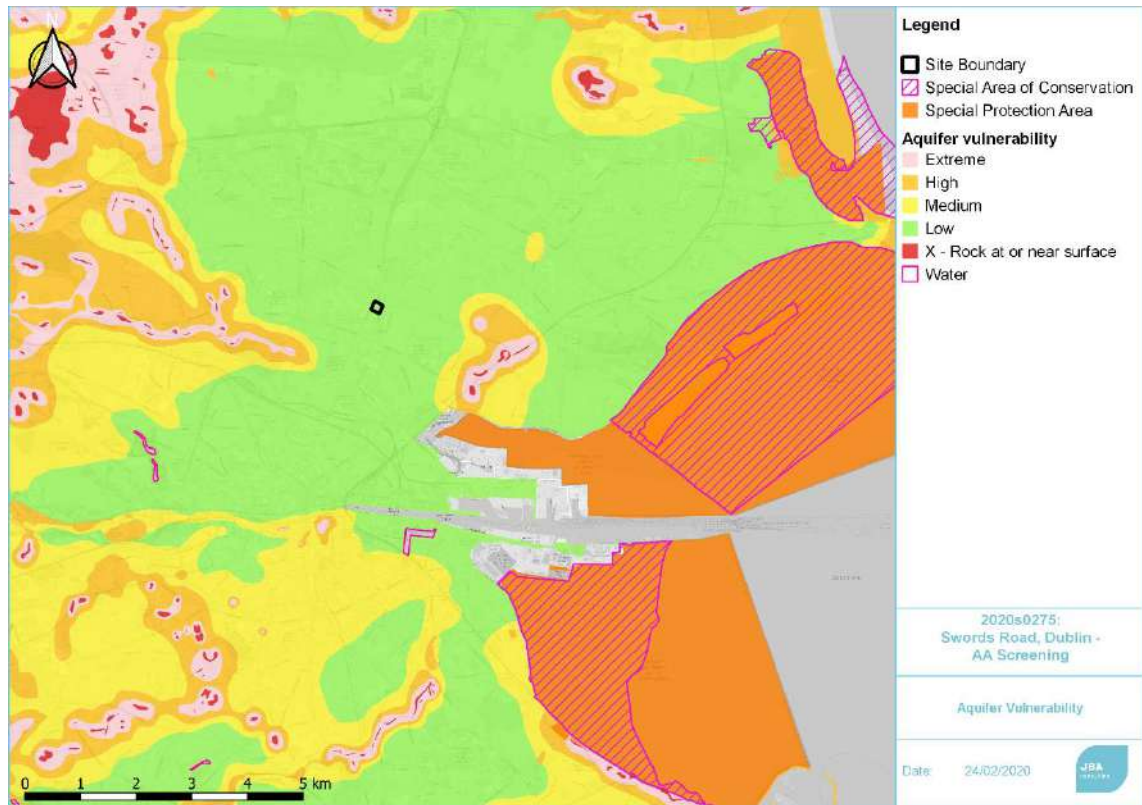 N
Legend
Site Boundary
Special Area of Conservation
Special Protection Area
Aquifer vulnerability
Extreme
High
Medium
Low
X - Rock at or near surface
Water
2020s0275:
Swords Road, Dublin -
AA Screening
Aquifer Vulnerability
Date: 24/02/2020
JBA
0 1 2 3 4 5 km